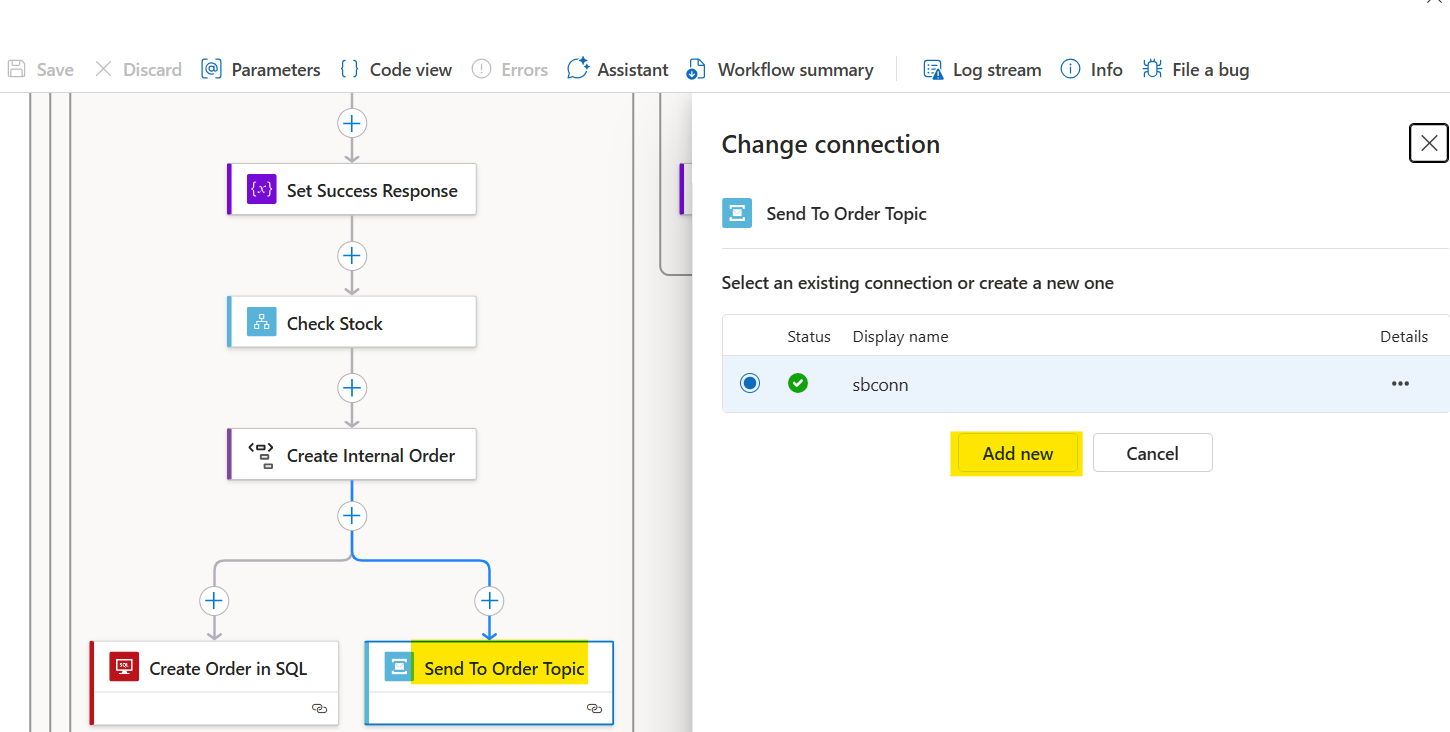 Save Discard Parameters Code view Errors Assistant Workflow summary Log stream Info File a bug
Set Success Response
Check Stock
Create Internal Order
Create Order in SQL
Send To Order Topic
Change connection
Send To Order Topic
Select an existing connection or create a new one
Status Display name Details
sbconn
Add new Cancel